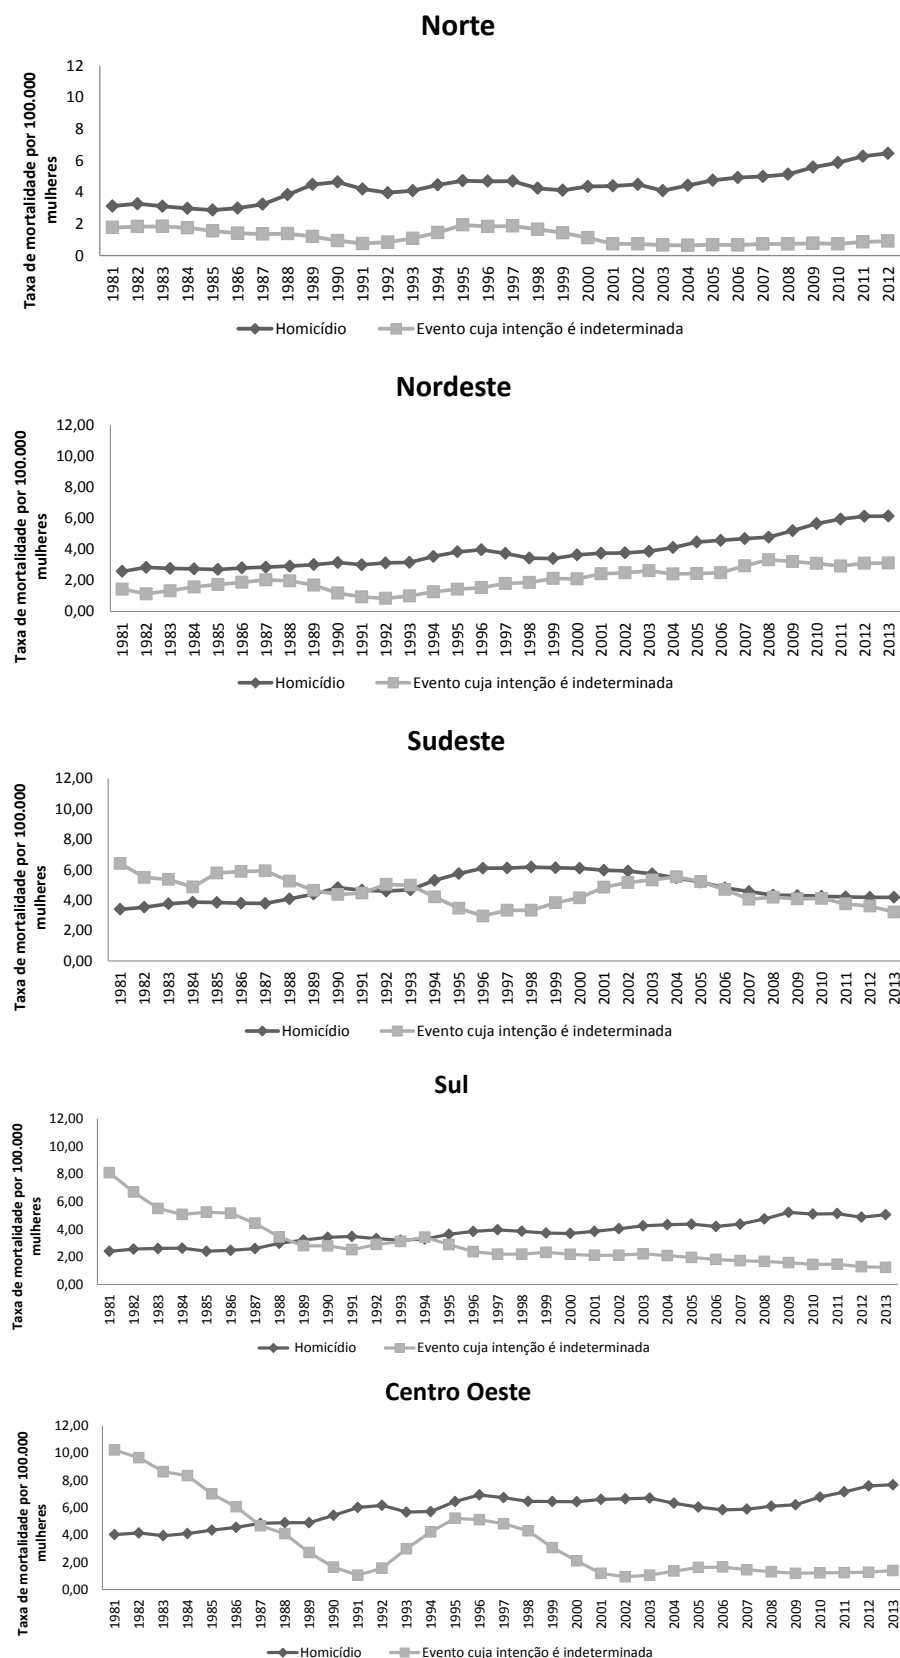 Norte
Taxa de mortalidade por 100.000
mulheres
12
10
8
6
4
2
0
1981 1982 1983 1984 1985 1986 1987 1988 1989 1990 1991 1992 1993 1994 1995 1996 1997 1998 1999 2000 2001 2002 2003 2004 2005 2006 2007 2008 2009 2010 2011 2012
Homicídio Evento cuja intenção é indeterminada
Nordeste
Taxa de mortalidade por 100.000
mulheres
12,00
10,00
8,00
6,00
4,00
2,00
0,00
1981 1982 1983 1984 1985 1986 1987 1988 1989 1990 1991 1992 1993 1994 1995 1996 1997 1998 1999 2000 2001 2002 2003 2004 2005 2006 2007 2008 2009 2010 2011 2012 2013
Homicídio Evento cuja intenção é indeterminada
Sudeste
Taxa de mortalidade por 100.000
mulheres
12,00
10,00
8,00
6,00
4,00
2,00
0,00
1981 1982 1983 1984 1985 1986 1987 1988 1989 1990 1991 1992 1993 1994 1995 1996 1997 1998 1999 2000 2001 2002 2003 2004 2005 2006 2007 2008 2009 2010 2011 2012 2013
Homicídio Evento cuja intenção é indeterminada
Sul
Taxa de mortalidade por 100.000
mulheres
12,00
10,00
8,00
6,00
4,00
2,00
0,00
1981 1982 1983 1984 1985 1986 1987 1988 1989 1990 1991 1992 1993 1994 1995 1996 1997 1998 1999 2000 2001 2002 2003 2004 2005 2006 2007 2008 2009 2010 2011 2012 2013
Homicídio Evento cuja intenção é indeterminada
Centro Oeste
Taxa de mortalidade por 100.000
mulheres
12,00
10,00
8,00
6,00
4,00
2,00
0,00
1981 1982 1983 1984 1985 1986 1987 1988 1989 1990 1991 1992 1993 1994 1995 1996 1997 1998 1999 2000 2001 2002 2003 2004 2005 2006 2007 2008 2009 2010 2011 2012 2013
Homicídio Evento cuja intenção é indeterminada